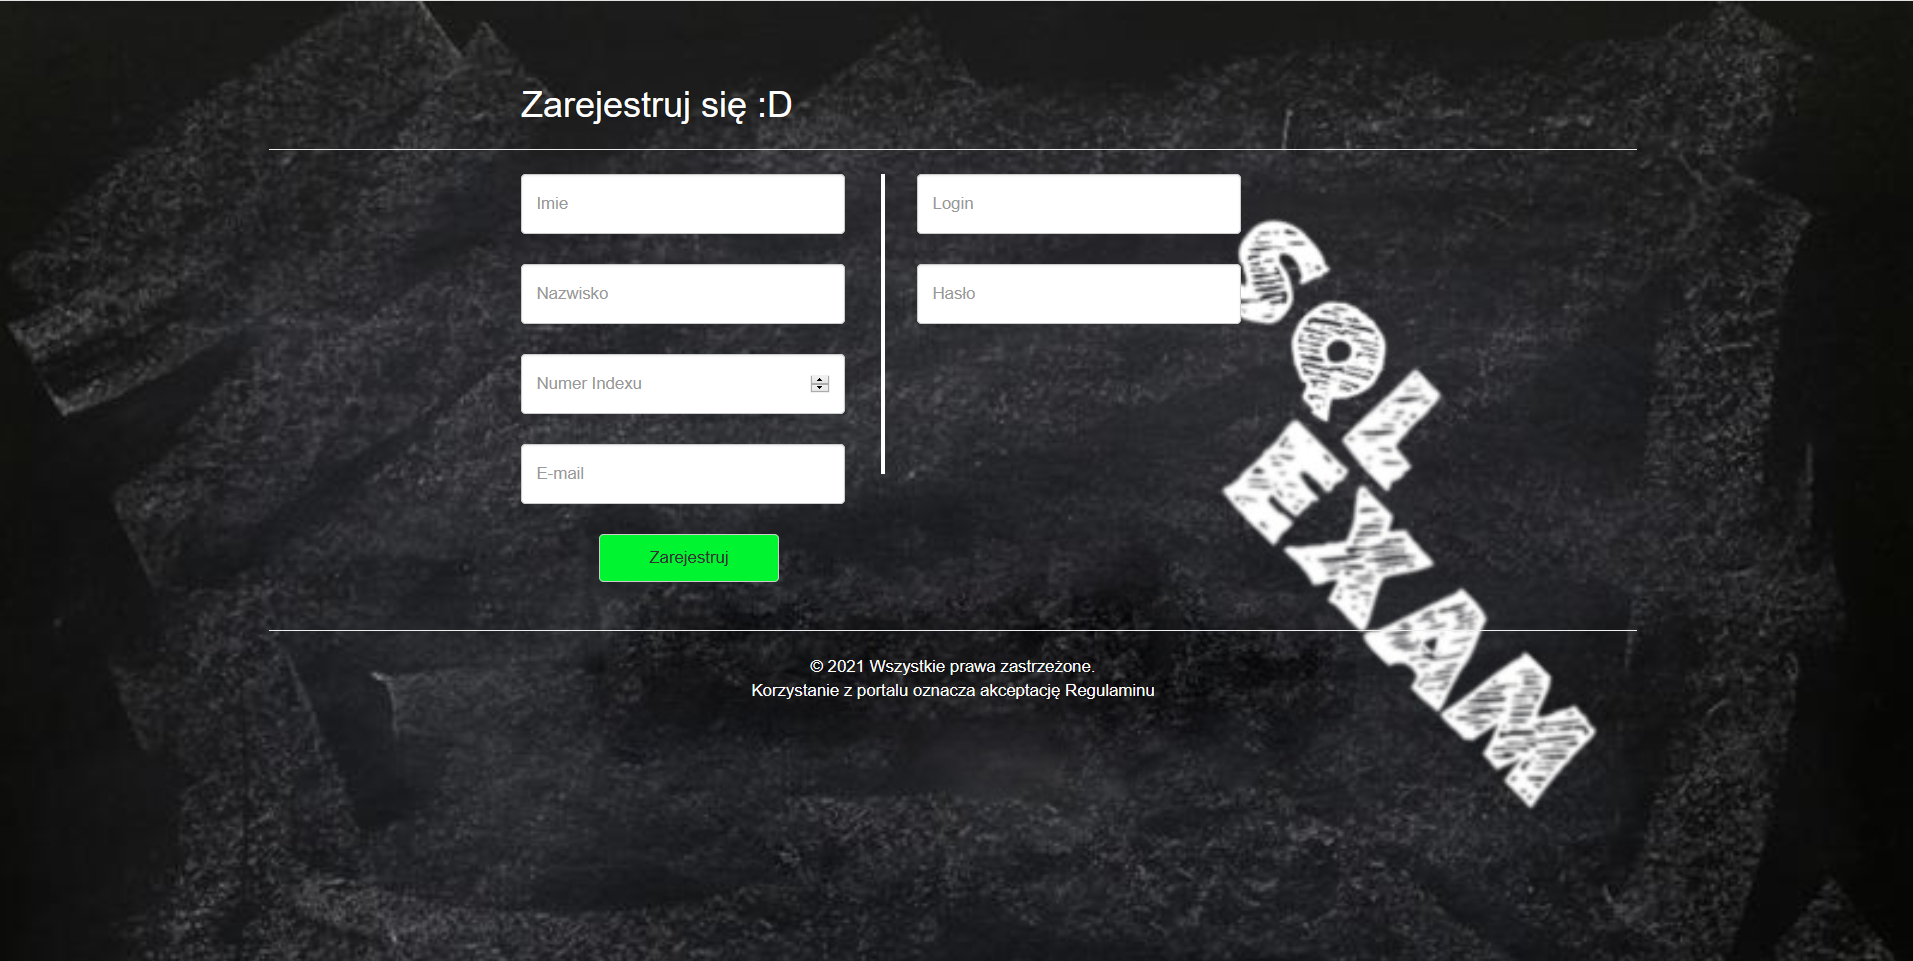 Zarejestruj się :D
Imie
Nazwisko
Numer Indexu
E-mail
Zarejestruj
Login
Hasło
SQL
EXAM
© 2021 Wszystkie prawa zastrzeżone.
Korzystanie z portalu oznacza akceptację Regulaminu